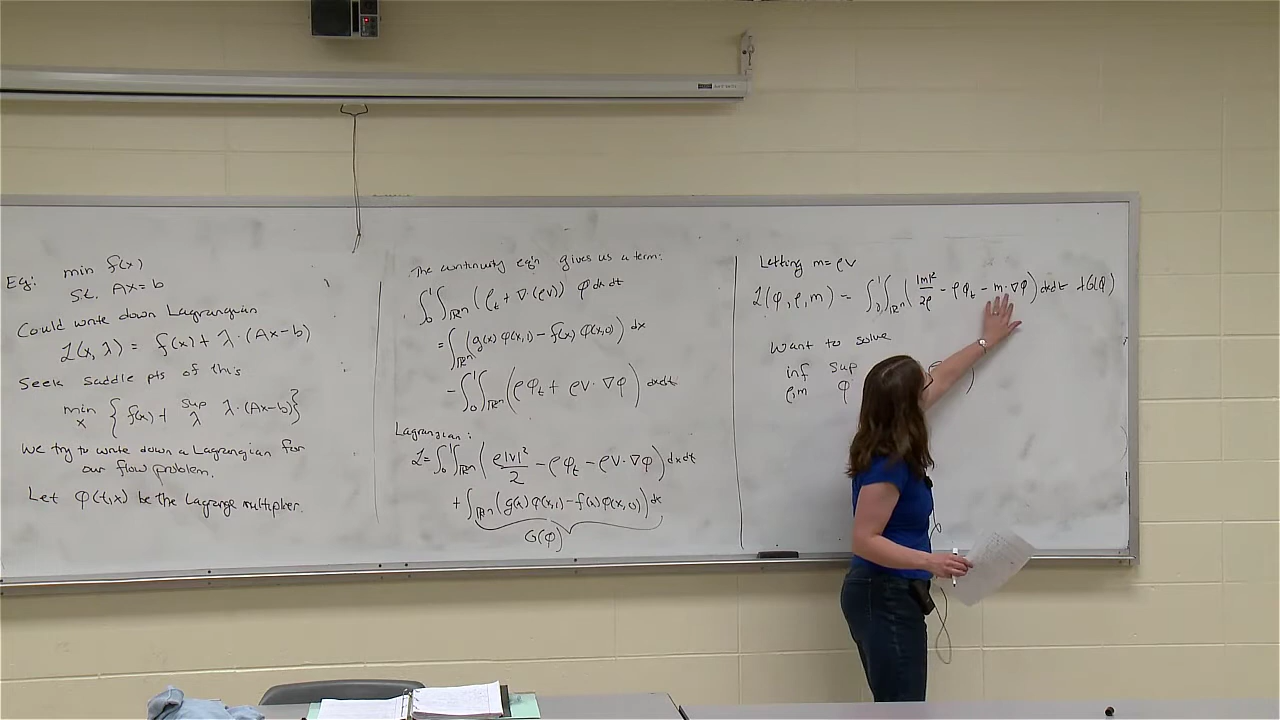 Eg: min f(x)
s.t. Ax=b
Could write down Lagrangian
L(x, λ) = f(x) + λ·(Ax-b)
Seek saddle pts of this
min_x { f(x) + sup_λ λ·(Ax-b) }
We try to write down a Lagrangian for
our flow problem.
Let φ(t,x) be the Lagrange multiplier.
The continuity eq'n gives us a term:
∫₀¹∫_ℝⁿ (ρ_t + ∇·(ρv)) φ dx dt
= ∫_ℝⁿ (g(x) φ(x,1) - f(x) φ(x,0)) dx
- ∫₀¹∫_ℝⁿ (ρφ_t + ρv·∇φ) dx dt
Lagrangian:
L = ∫₀¹∫_ℝⁿ (ρ|v|²/2 - ρφ_t - ρv·∇φ) dx dt
+ ∫_ℝⁿ (g(x) φ(x,1) - f(x) φ(x,0)) dx
G(φ)
Letting m = ρv
L(φ, ρ, m) = ∫₀¹∫_ℝⁿ (|m|²/2ρ - ρφ_t - m·∇φ) dx dt + G(φ)
Want to solve
inf_ρ,m sup_φ